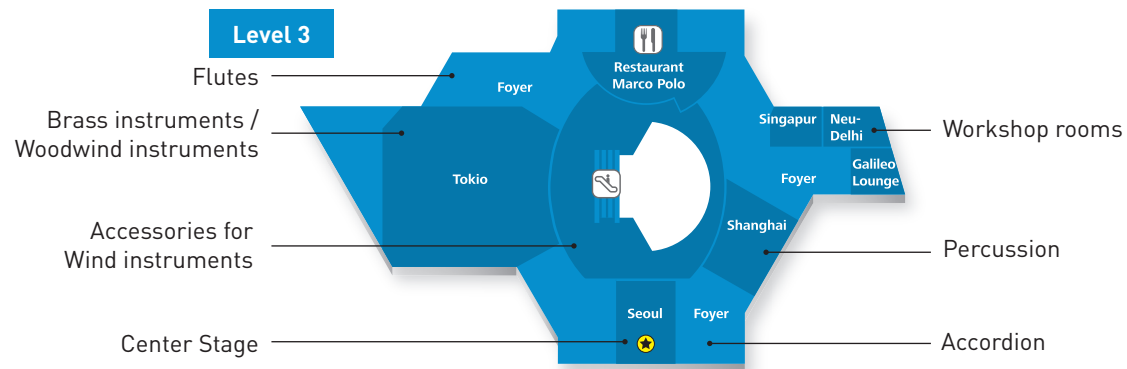 Level 3
Flutes
Brass instruments /
Woodwind instruments
Accessories for
Wind instruments
Center Stage
Foyer
Restaurant
Marco Polo
Tokio
Singapur
Neu-
Delhi
Galileo
Lounge
Foyer
Shanghai
Seoul
Foyer
Workshop rooms
Percussion
Accordion